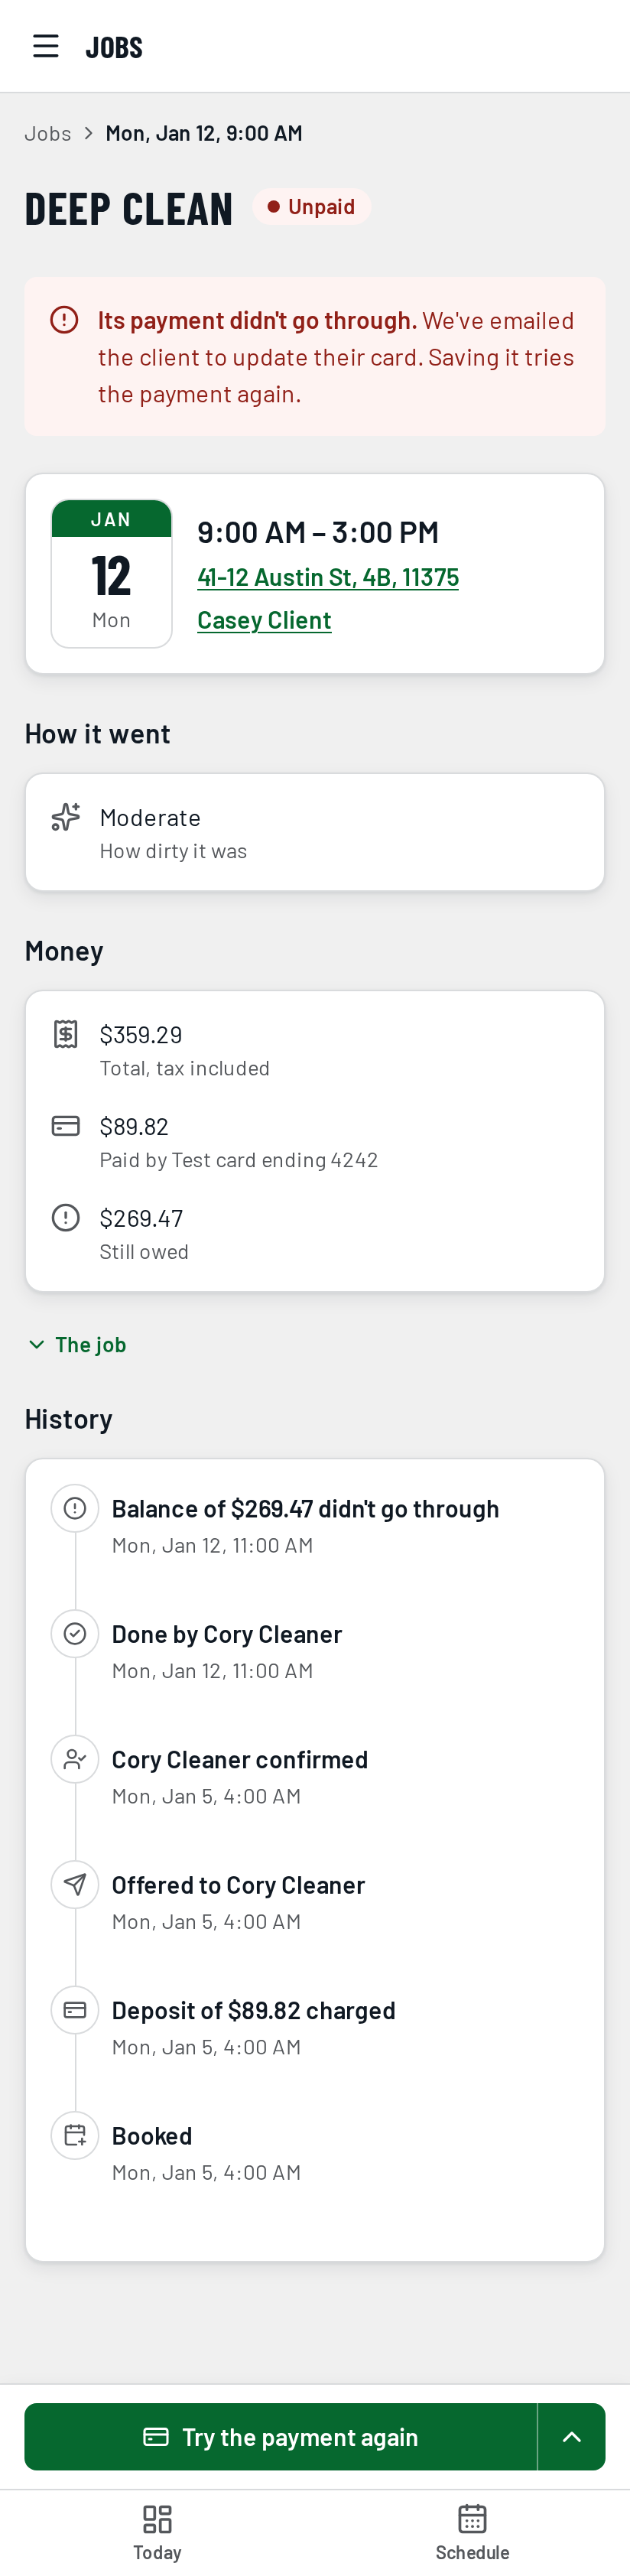 JOBS
Jobs > Mon, Jan 12, 9:00 AM
DEEP CLEAN
Unpaid
Its payment didn't go through. We've emailed
the client to update their card. Saving it tries
the payment again.
JAN
12
Mon
9:00 AM – 3:00 PM
41-12 Austin St, 4B, 11375
Casey Client
How it went
Moderate
How dirty it was
Money
$359.29
Total, tax included
$89.82
Paid by Test card ending 4242
$269.47
Still owed
The job
History
Balance of $269.47 didn't go through
Mon, Jan 12, 11:00 AM
Done by Cory Cleaner
Mon, Jan 12, 11:00 AM
Cory Cleaner confirmed
Mon, Jan 5, 4:00 AM
Offered to Cory Cleaner
Mon, Jan 5, 4:00 AM
Deposit of $89.82 charged
Mon, Jan 5, 4:00 AM
Booked
Mon, Jan 5, 4:00 AM
Try the payment again
Today
Schedule